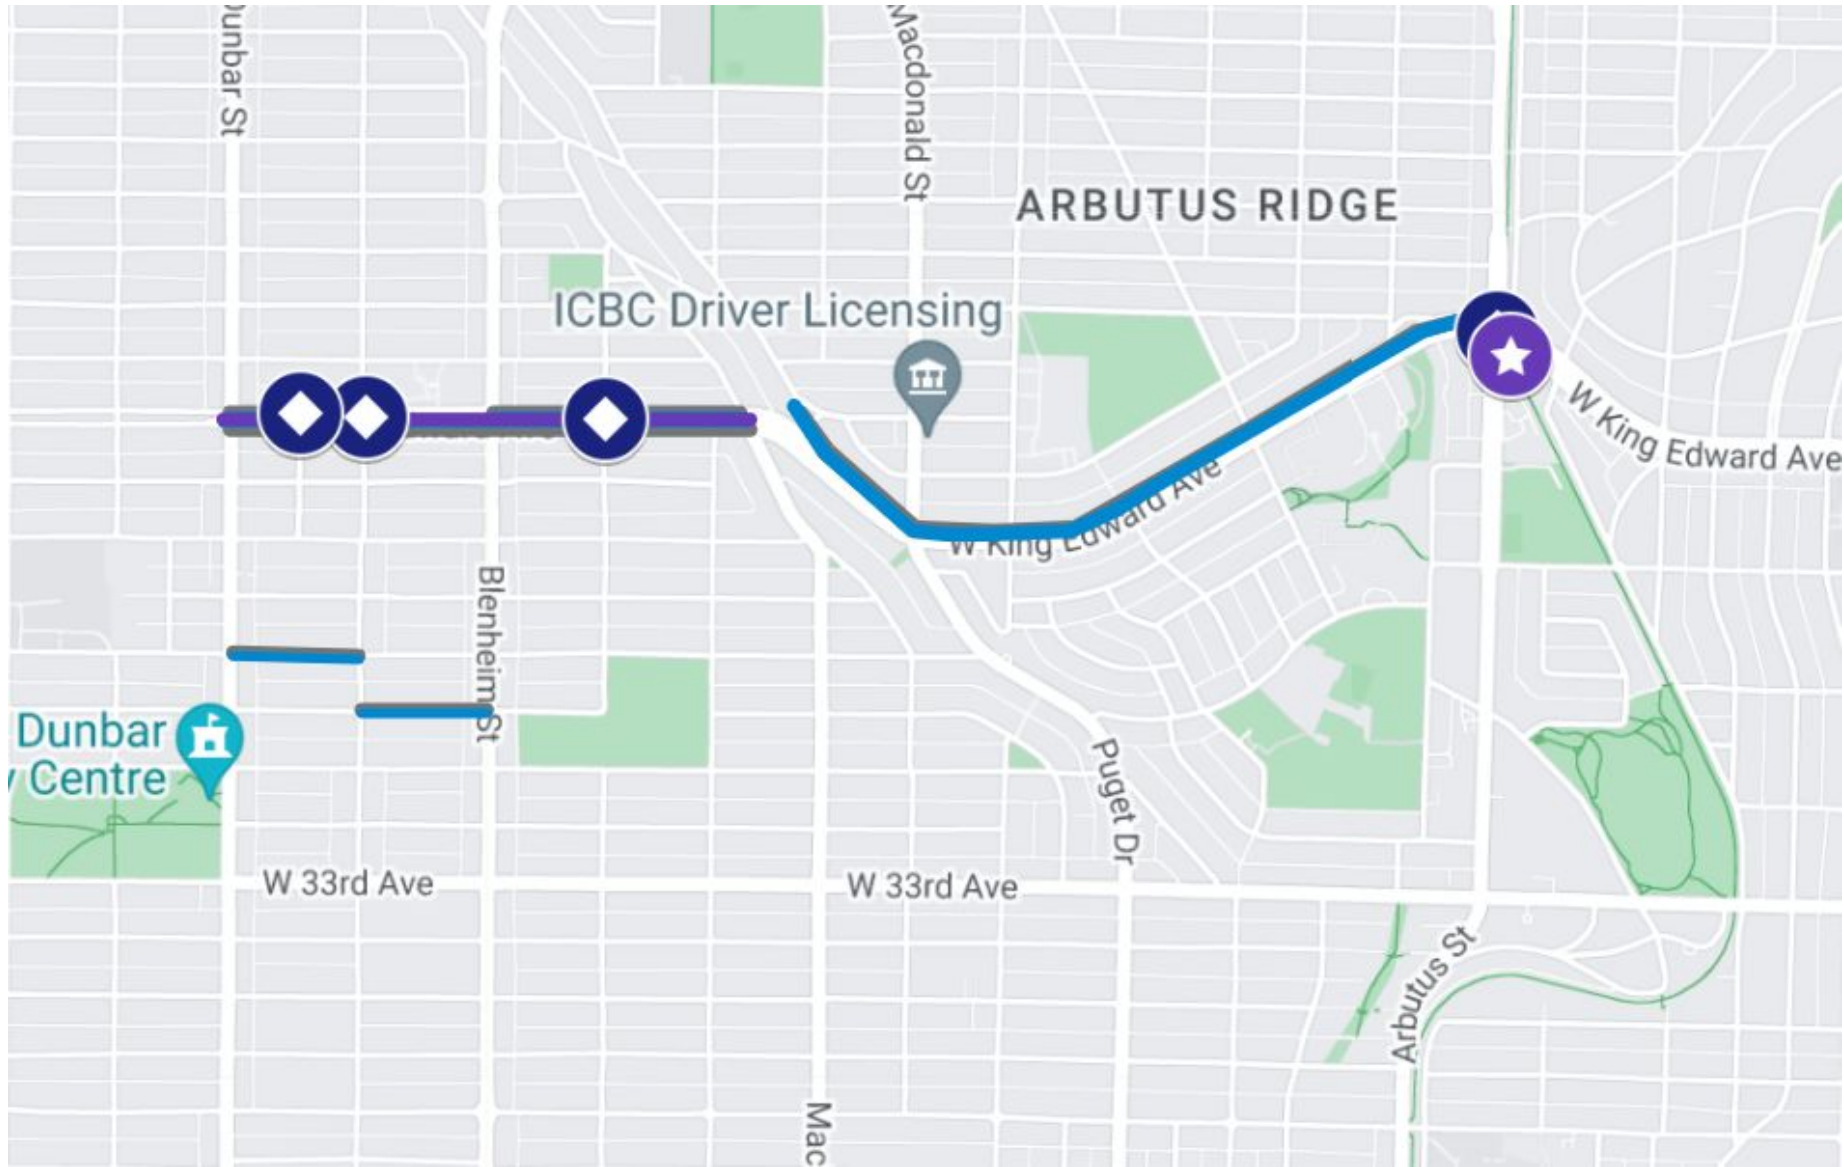 Dunbar St
Macdonald St
ARBUTUS RIDGE
ICBC Driver Licensing
W King Edward Ave
W King Edward Ave
Blenheim St
Dunbar
y Centre
Puget Dr
W 33rd Ave
W 33rd Ave
Arbutus St
Mac